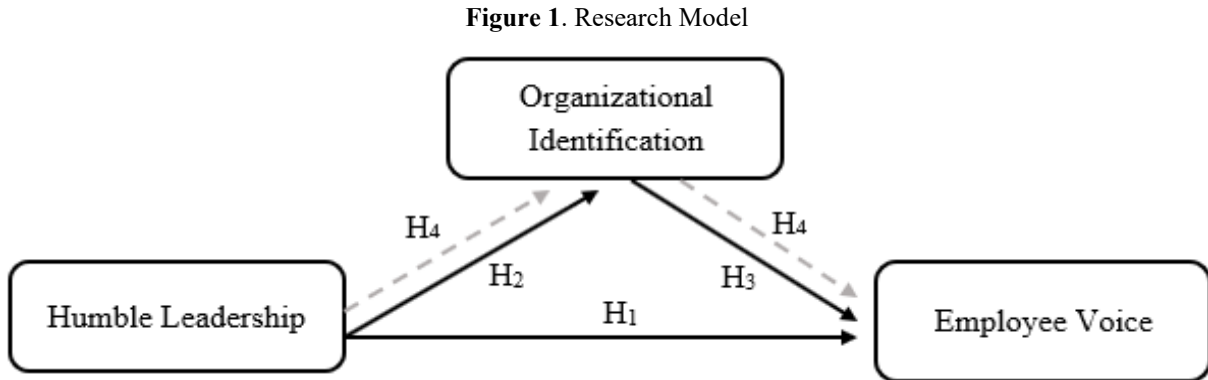 Figure 1. Research Model
Organizational
Identification
H4
H4
H2
H3
Humble Leadership
H1
Employee Voice